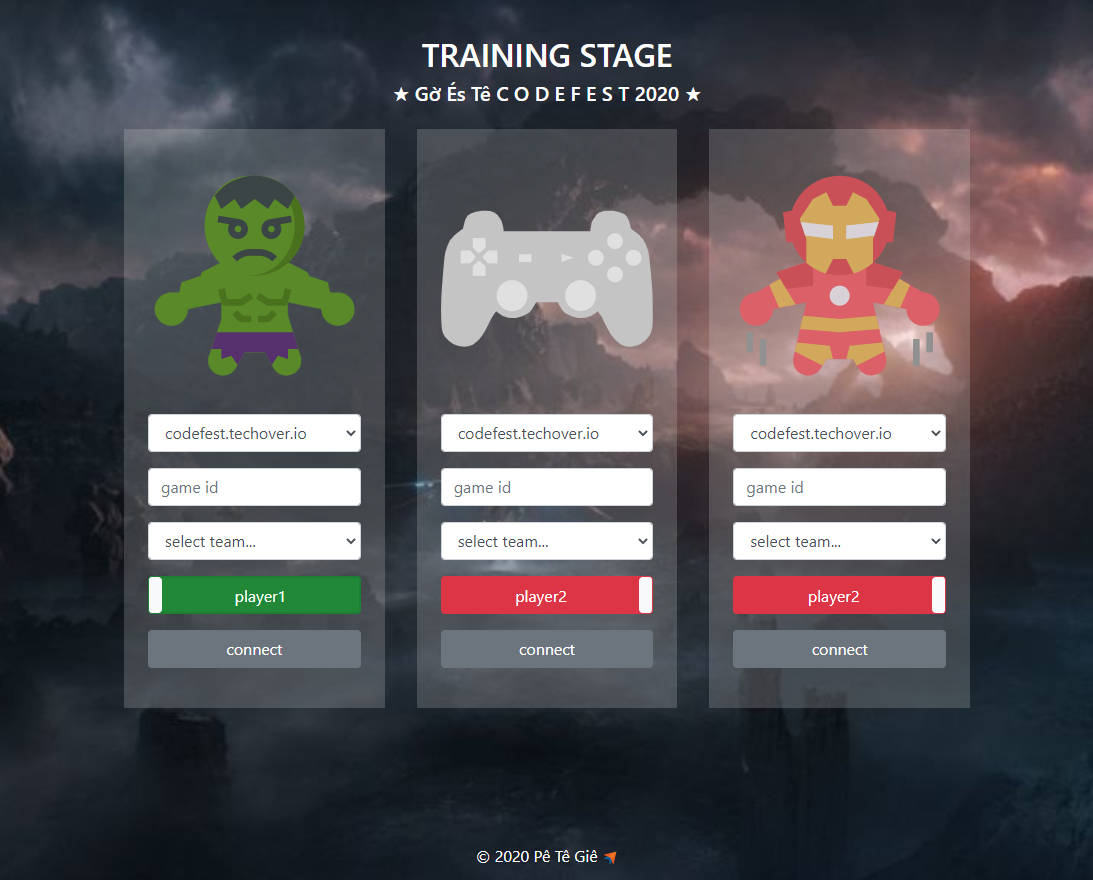 TRAINING STAGE
★ Gờ És Tê C O D E F E S T 2020 ★
codefest.techover.io
game id
select team...
player1
connect
codefest.techover.io
game id
select team...
player2
connect
codefest.techover.io
game id
select team...
player2
connect
© 2020 Pê Tê Giê